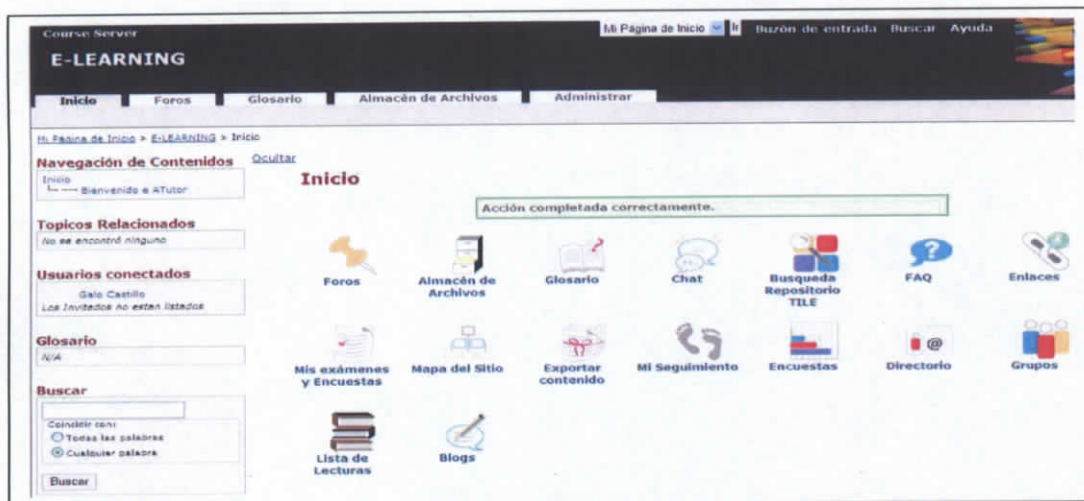 Course Server
Mi Página de Inicio Ir Buzón de entrada Buscar Ayuda
E-LEARNING
Inicio Foros Glosario Almacén de Archivos Administrar
Mi Página de Inicio > E-LEARNING > Inicio
Navegación de Contenidos
Inicio
Bienvenido a ATutor
Topicos Relacionados
No se encontró ninguno
Usuarios conectados
Galo Castillo
Los Invitados no estan listados
Glosario
N/A
Buscar
Coincidir con:
Todas las palabras
Cualquier palabra
Buscar
Ocultar
Inicio
Acción completada correctamente.
Foros
Almacén de
Archivos
Glosario
Chat
Busqueda
Repositorio
TILE
FAQ
Enlaces
Mis exámenes
y Encuestas
Mapa del Sitio
Exportar
contenido
Mi Seguimiento
Encuestas
Directorio
Grupos
Lista de
Lecturas
Blogs